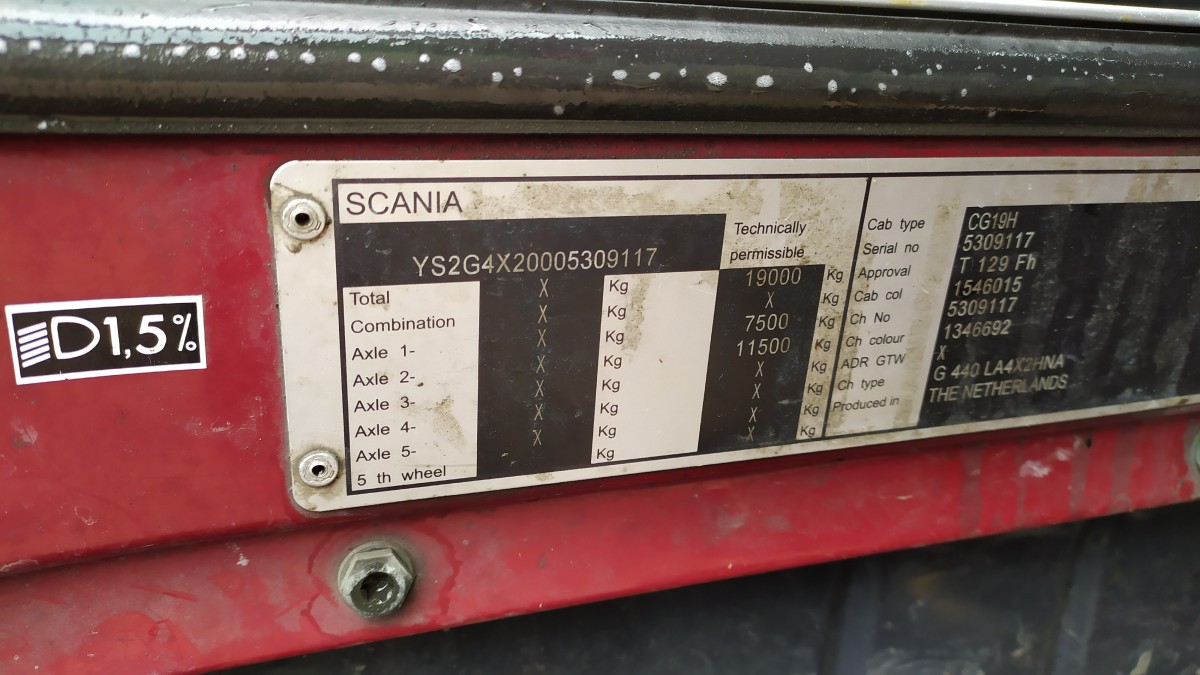 SCANIA
YS2G4X20005309117
Technically
permissible
Total X Kg 19000 Kg
Combination X Kg X Kg
Axle 1- X Kg 7500 Kg
Axle 2- X Kg 11500 Kg
Axle 3- X Kg X Kg
Axle 4- X Kg X Kg
Axle 5- X Kg X Kg
5 th wheel X Kg X Kg
Cab type CG19H
Serial no 5309117
Approval T 129 Fh
Cab col 1546015
Ch No 5309117
Ch colour 1346692
ADR GTW X
Ch type G 440 LA4X2HNA
Produced in THE NETHERLANDS
1,5%